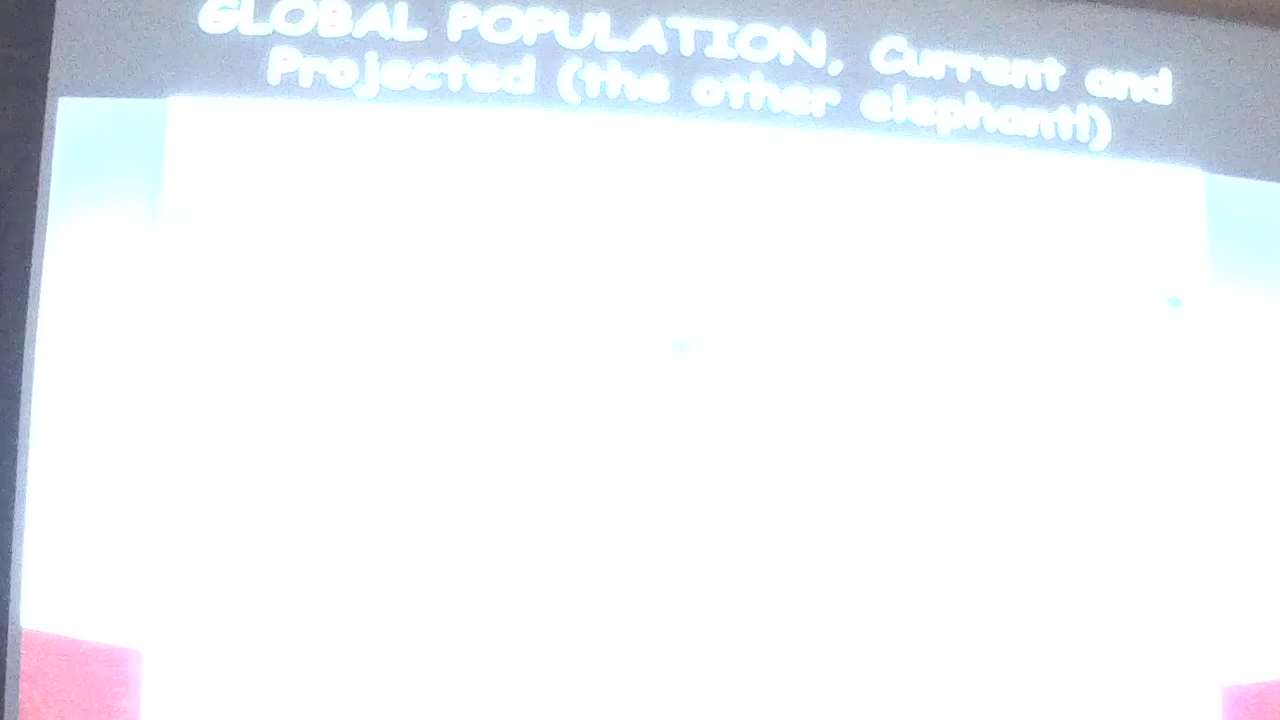 GLOBAL POPULATION, Current and
Projected (the other elephant!)